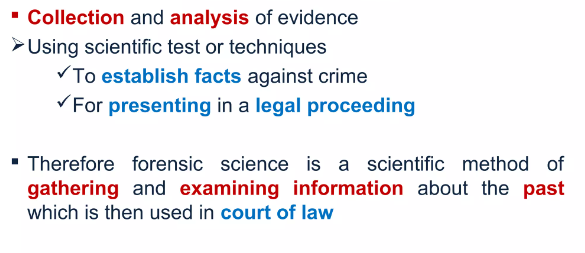 ▪ Collection and analysis of evidence
➢Using scientific test or techniques
✓To establish facts against crime
✓For presenting in a legal proceeding
▪ Therefore forensic science is a scientific method of
gathering and examining information about the past
which is then used in court of law